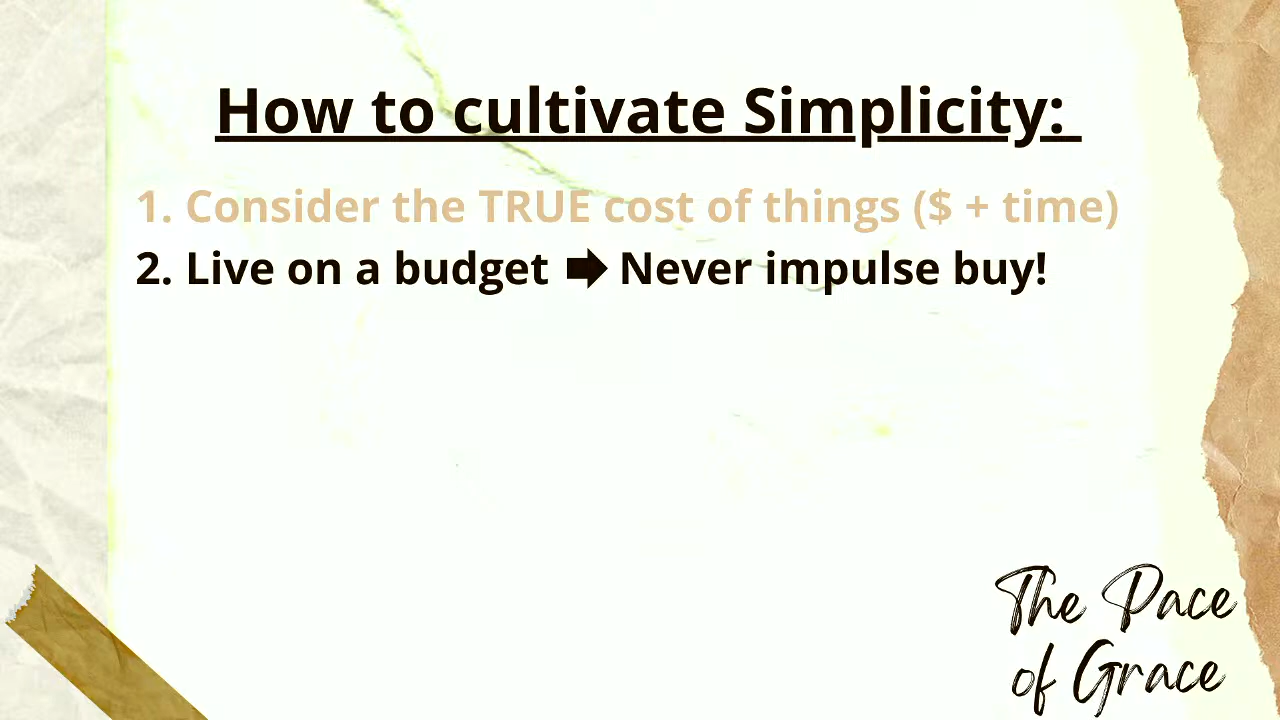 How to cultivate Simplicity:
1. Consider the TRUE cost of things ($ + time)
2. Live on a budget ➡ Never impulse buy!
The Pace
of Grace